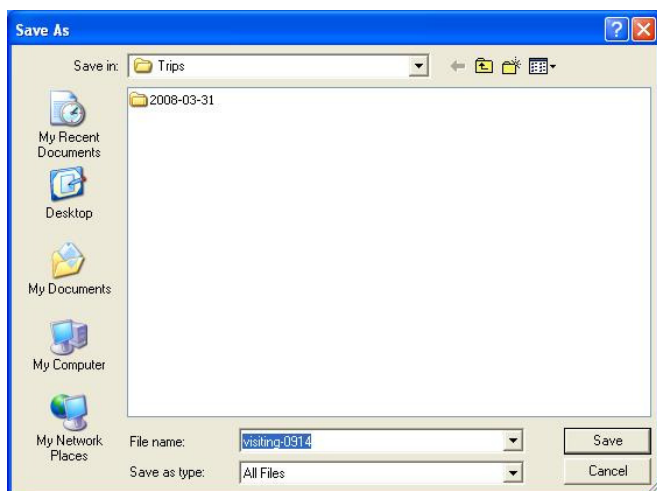 Save As
Save in: Trips
2008-03-31
My Recent
Documents
Desktop
My Documents
My Computer
My Network
Places
File name: visiting-0914 Save
Save as type: All Files Cancel